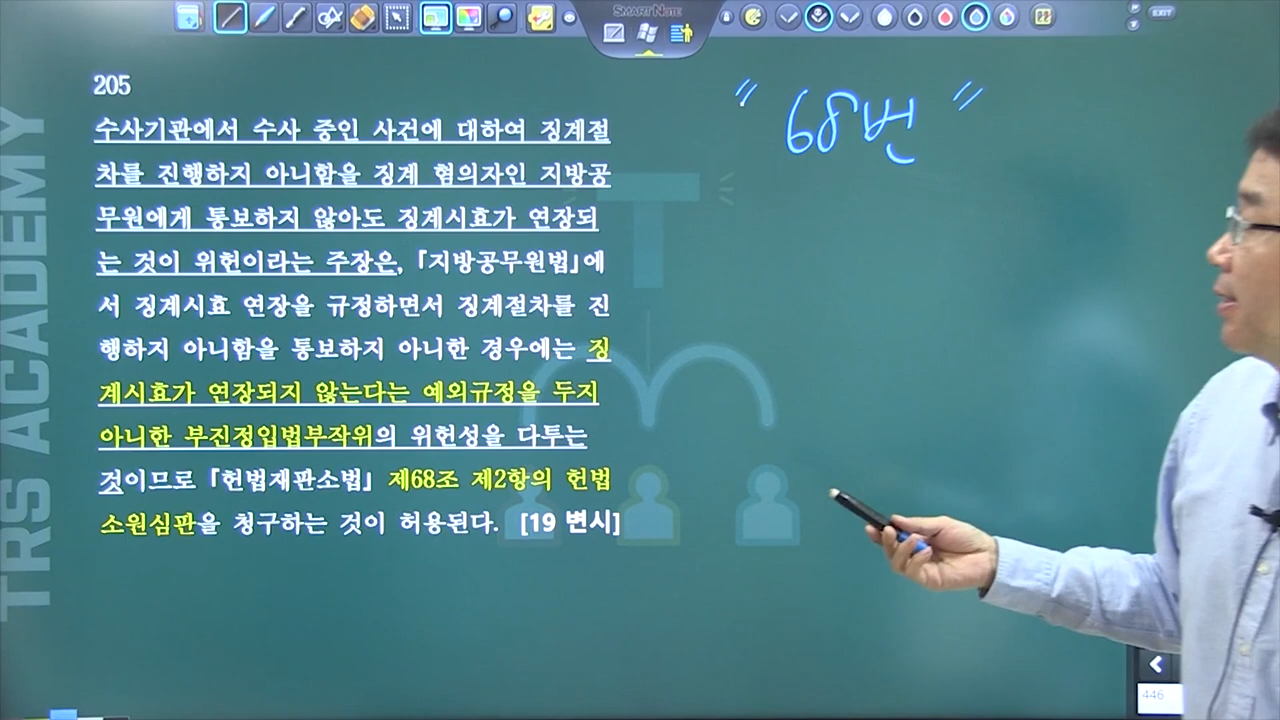 SMART NOTE
EXIT
205
"68번"
수사기관에서 수사 중인 사건에 대하여 징계절
차를 진행하지 아니함을 징계 혐의자인 지방공
무원에게 통보하지 않아도 징계시효가 연장되
는 것이 위헌이라는 주장은, 「지방공무원법」에
서 징계시효 연장을 규정하면서 징계절차를 진
행하지 아니함을 통보하지 아니한 경우에는 징
계시효가 연장되지 않는다는 예외규정을 두지
아니한 부진정입법부작위의 위헌성을 다투는
것이므로 『헌법재판소법』 제68조 제2항의 헌법
소원심판을 청구하는 것이 허용된다. [19 변시]
TRS ACADEMY
446